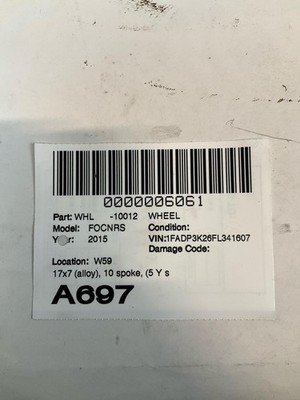 0000006061
Part: WHL -10012 WHEEL
Model: FOCNRS Condition:
2015 VIN:1FADP3K26FL341607
Damage Code:
Location: W59
17x7 (alloy), 10 spoke, (5 Y s
A697